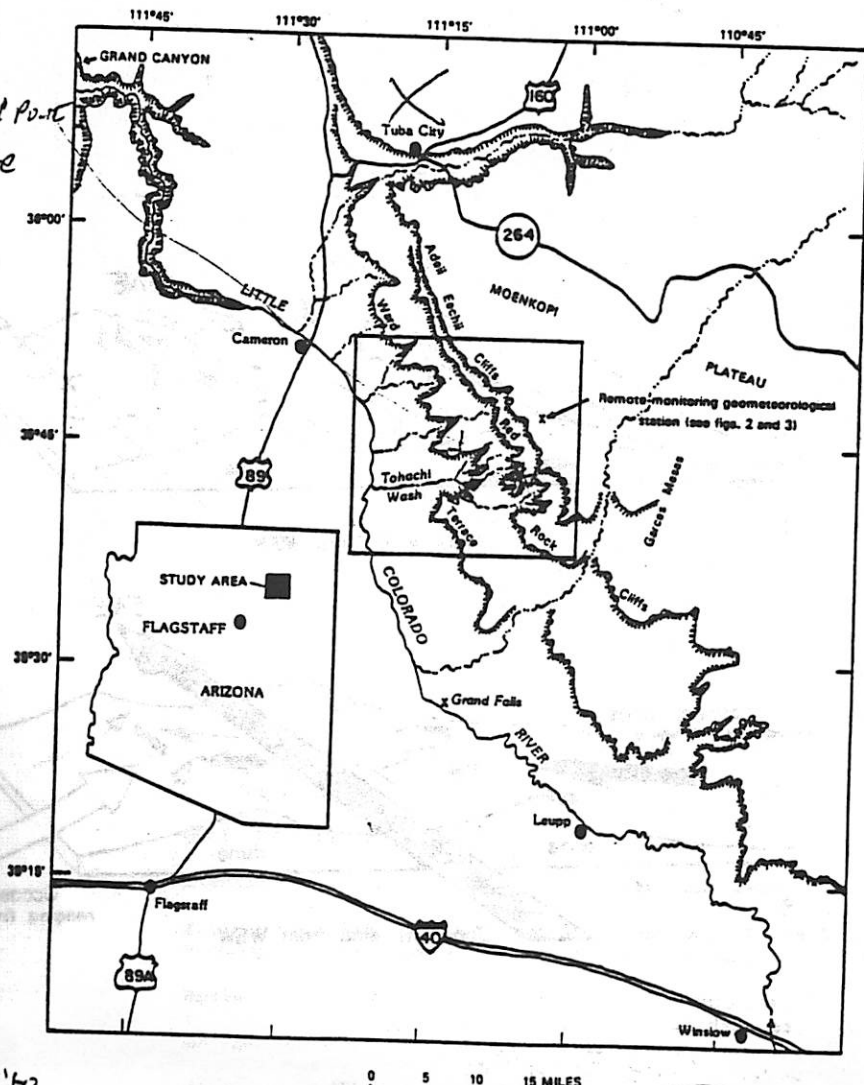 111°45'
111°30'
111°15'
111°00'
110°45'
GRAND CANYON
160
Tuba City
36°00'
264
Adeii Eechii Cliffs
MOENKOPI
LITTLE
Ward
Cameron
PLATEAU
Remote-monitoring geometeorological
station (see figs. 2 and 3)
35°45'
Red
89
Tohachi
Wash
Garces Mesas
Terrace
Rock
STUDY AREA
COLORADO
Cliffs
FLAGSTAFF
35°30'
ARIZONA
x Grand Falls
RIVER
Leupp
35°15'
Flagstaff
40
89A
Winslow
0 5 10 15 MILES